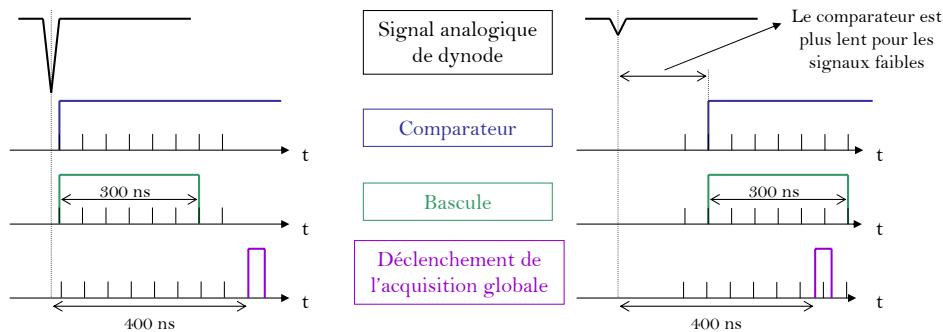 Signal analogique
de dynode
Le comparateur est
plus lent pour les
signaux faibles
Comparateur
t
t
300 ns
Bascule
300 ns
t
t
Déclenchement de
l'acquisition globale
t
t
400 ns
400 ns